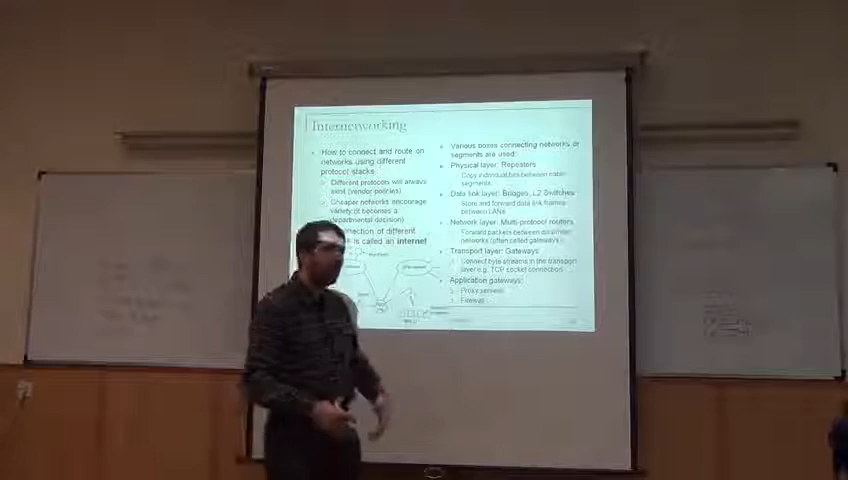 Internetworking
How to connect and route on
networks using different
protocol stacks
Different protocols will always
exist (vendor policies)
Cheaper networks encourage
variety (it becomes a
departmental decision)
of different
is called an internet
Various boxes connecting networks or
segments are used:
Physical layer: Repeaters
Copy individual bits between cable
segments
Data link layer: Bridges, L2 Switches
Store and forward data link frames
between LANs
Network layer: Multi-protocol routers
Forward packets between dissimilar
networks (often called gateways)
Transport layer: Gateways
Connect byte streams in the transport
layer e.g. TCP socket connection
Application gateways:
Proxy servers
Firewall